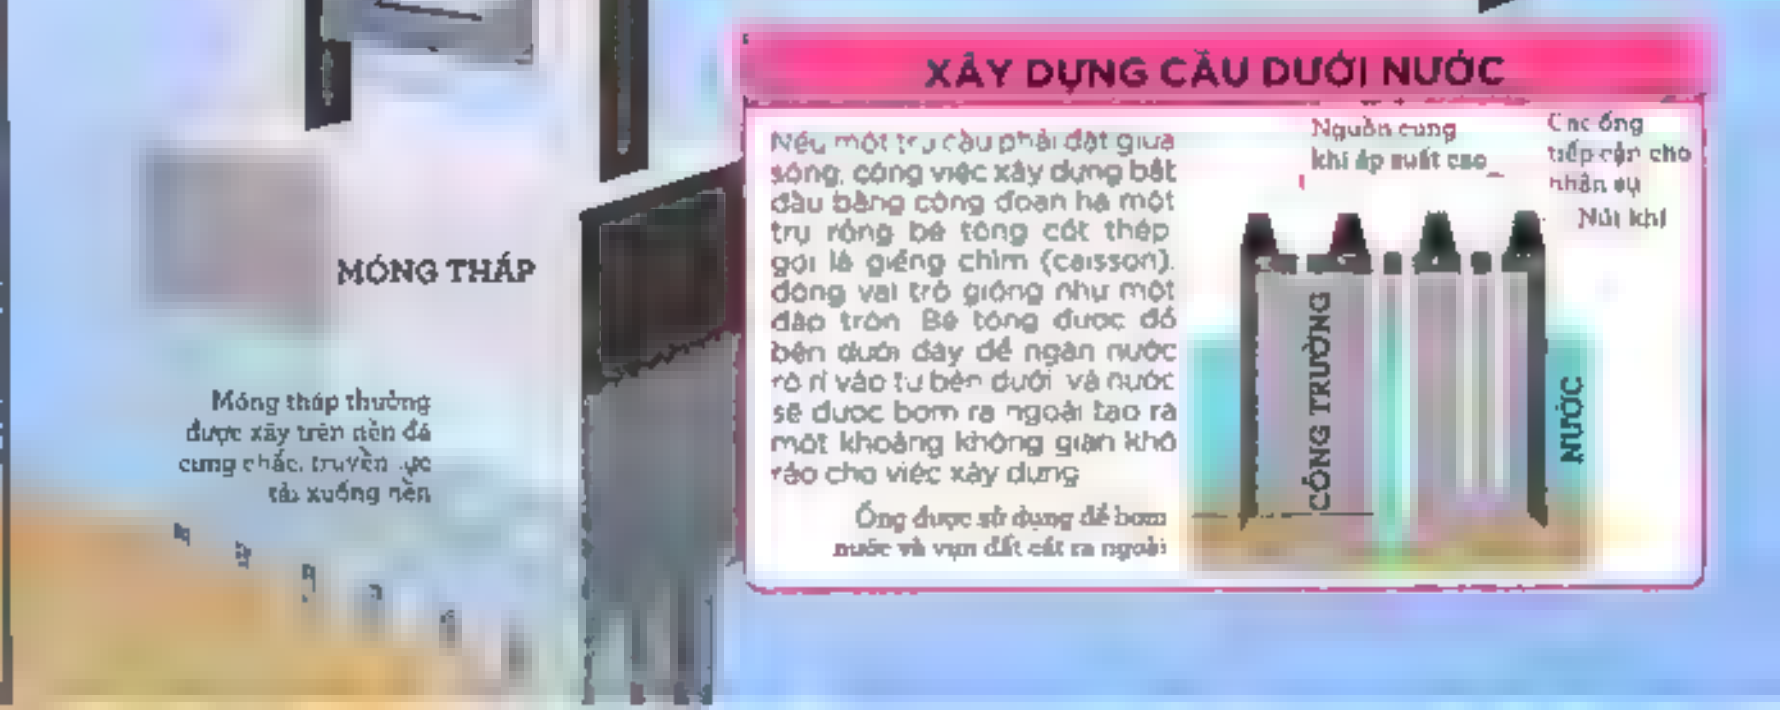 XÂY DỰNG CẦU DƯỚI NƯỚC
Nếu một trụ cầu phải đặt giữa
sông, công việc xây dựng bắt
đầu bằng công đoạn hạ một
trụ rỗng bê tông cốt thép
gọi là giếng chìm (caisson),
đóng vai trò giống như một
đập tròn. Bê tông được đổ
bên dưới đáy để ngăn nước
rò rỉ vào từ bên dưới và nước
sẽ được bơm ra ngoài tạo ra
một khoảng không gian khô
ráo cho việc xây dựng
Ống được sử dụng để bơm
nước và vụn đất cát ra ngoài
Nguồn cung
khí áp suất cao
Các ống
tiếp cận cho
nhân sự
Nút khí
CÔNG TRƯỜNG
NƯỚC
MÓNG THÁP
Móng tháp thường
được xây trên nền đá
cứng chắc, truyền lực
tải xuống nền